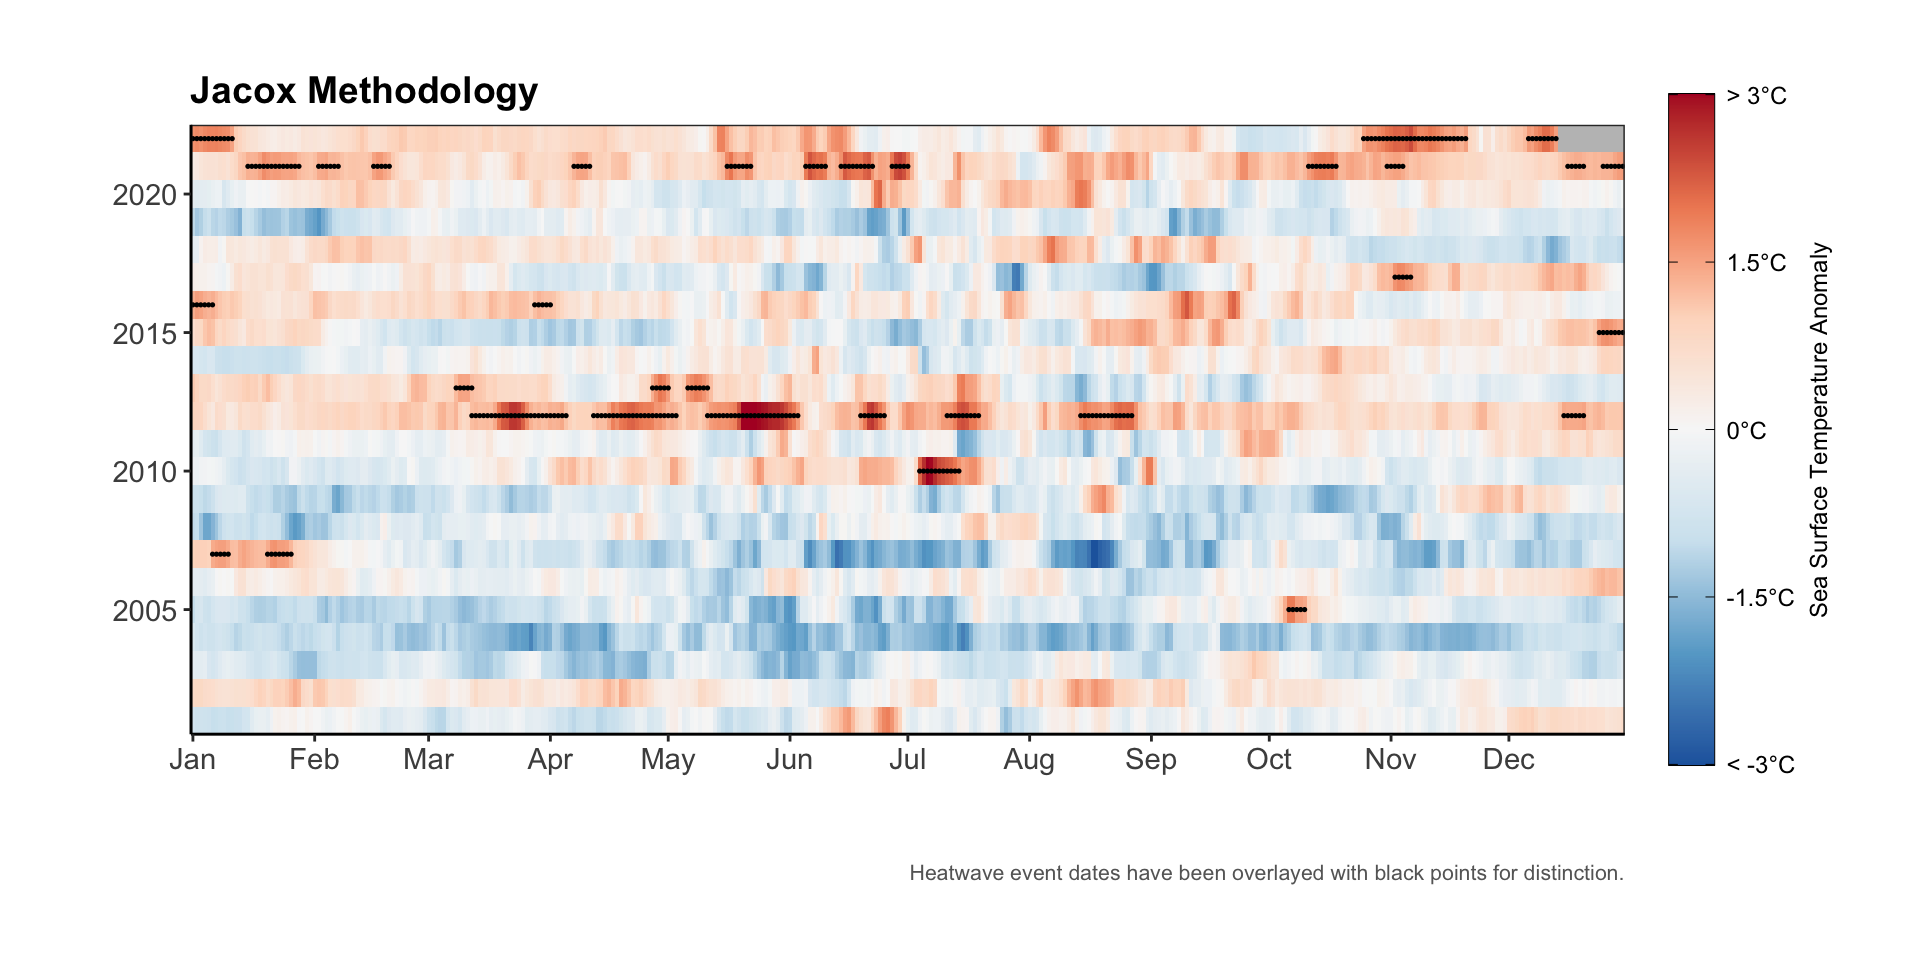 Jacox Methodology
2020
2015
2010
2005
Jan Feb Mar Apr May Jun Jul Aug Sep Oct Nov Dec
> 3°C
1.5°C
0°C
-1.5°C
< -3°C
Sea Surface Temperature Anomaly
Heatwave event dates have been overlayed with black points for distinction.